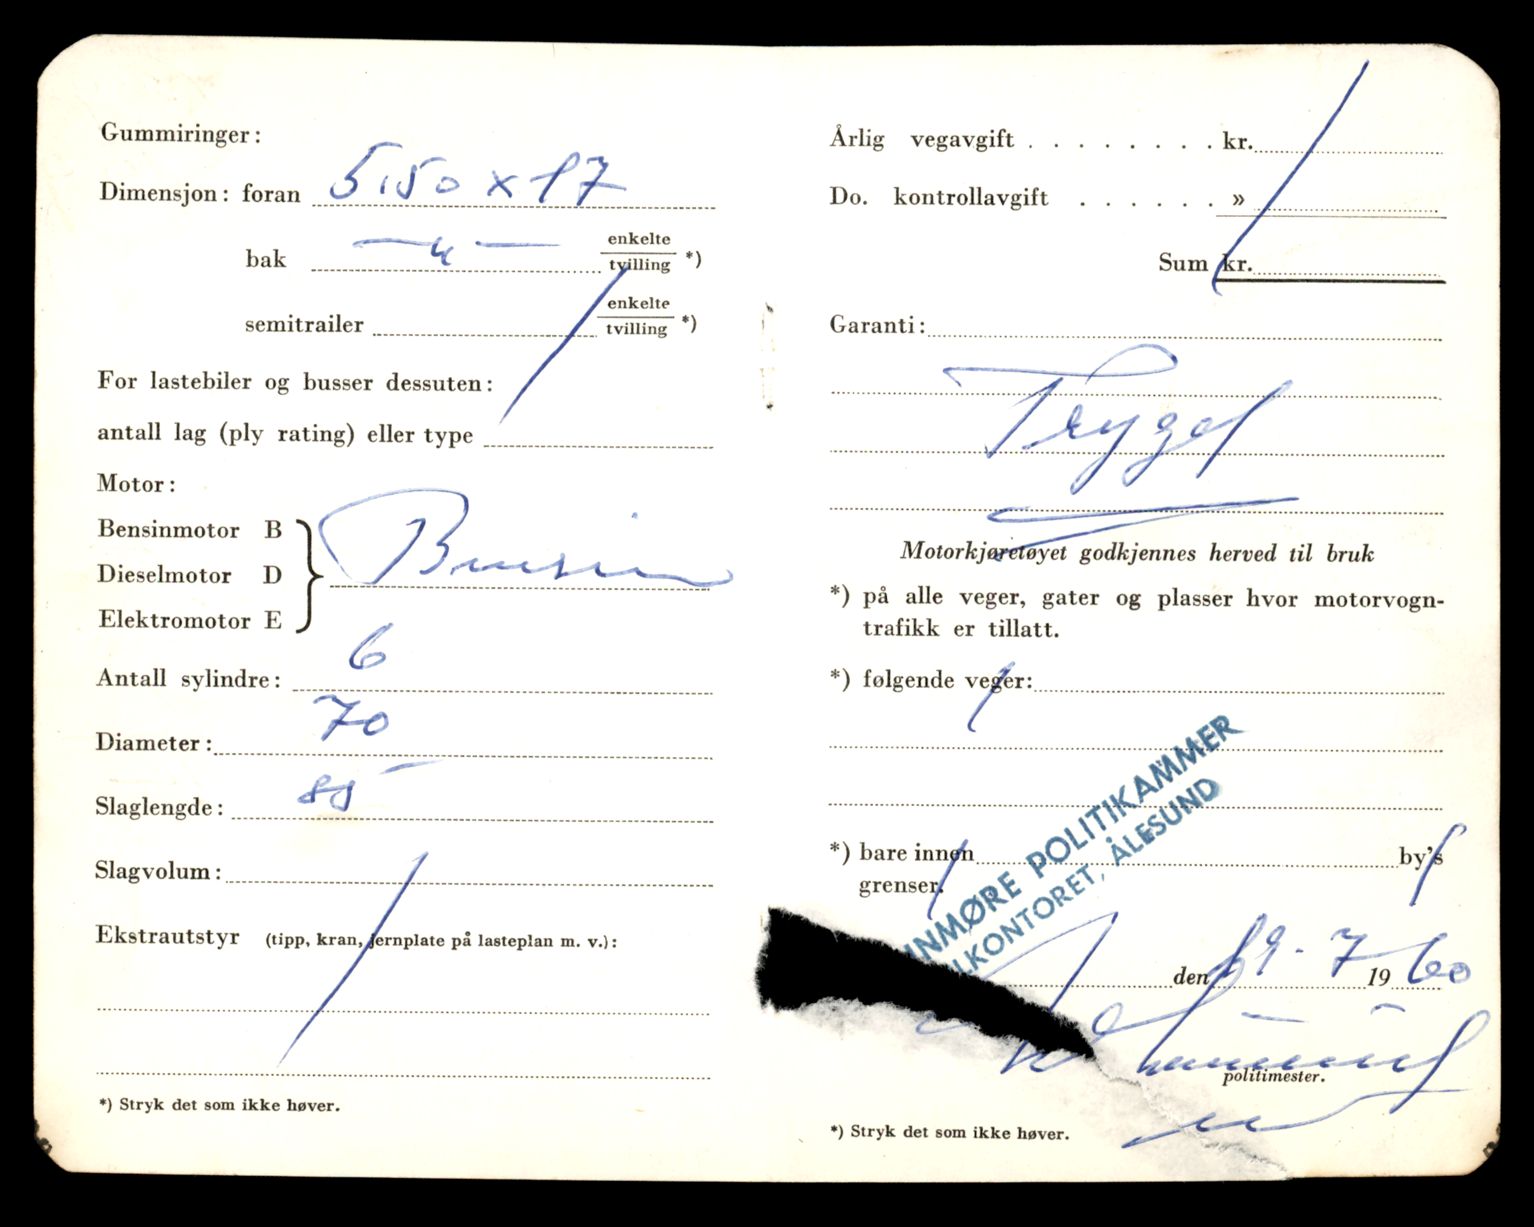 Gummiringer:
Dimensjon: foran 5,50 x 17
bak — " — enkelte
tvilling *)
semitrailer enkelte
tvilling *)
For lastebiler og busser dessuten:
antall lag (ply rating) eller type
Motor:
Bensinmotor B
Dieselmotor D
Elektromotor E
Bensin
Antall sylindre: 6
Diameter: 70
Slaglengde: 85
Slagvolum:
Ekstrautstyr (tipp, kran, jernplate på lasteplan m. v.):
*) Stryk det som ikke høver.
Årlig vegavgift . . . . . . . . kr.
Do. kontrollavgift . . . . . . »
Sum kr.
Garanti:
Trygd
Motorkjøretøyet godkjennes herved til bruk
*) på alle veger, gater og plasser hvor motorvogn-
trafikk er tillatt.
*) følgende veger:
*) bare innen by's
grenser.
NMØRE POLITIKAMMER
LKONTORET, ÅLESUND
den 19-7 1960
politimester.
*) Stryk det som ikke høver.